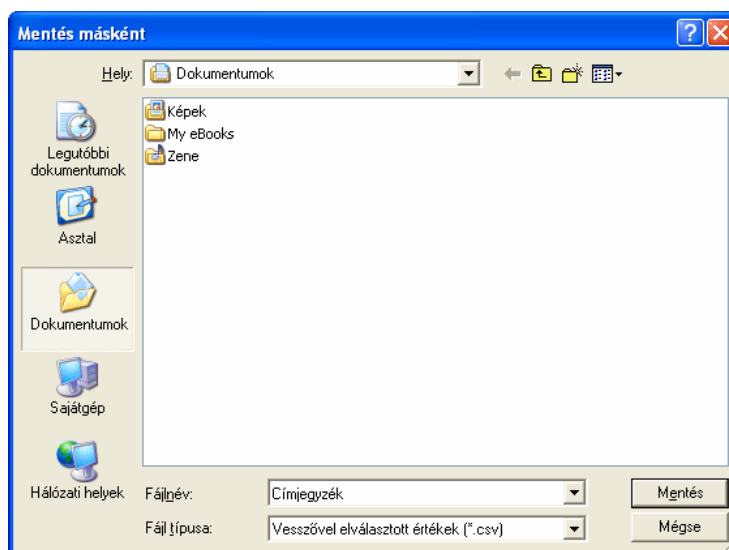 Mentés másként
Hely: Dokumentumok
Képek
My eBooks
Zene
Legutóbbi
dokumentumok
Asztal
Dokumentumok
Sajátgép
Hálózati helyek
Fájlnév: Címjegyzék Mentés
Fájl típusa: Vesszővel elválasztott értékek (*.csv) Mégse